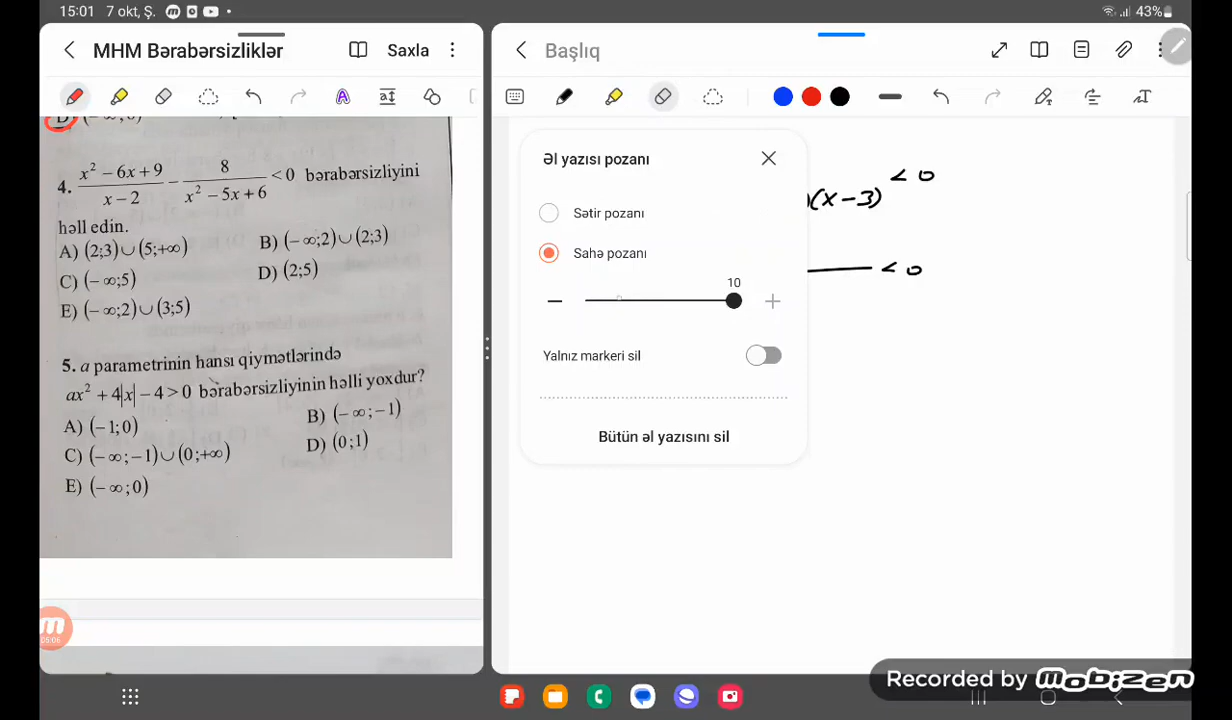 15:01 7 okt, Ş. 43%
MHM Bərabərsizliklər Saxla
4. x² − 6x + 9 / x − 2 − 8 / x² − 5x + 6 < 0 bərabərsizliyini
həll edin.
A) (2;3) ∪ (5;+∞) B) (−∞;2) ∪ (2;3)
C) (−∞;5) D) (2;5)
E) (−∞;2) ∪ (3;5)
5. a parametrinin hansı qiymətlərində
ax² + 4|x| − 4 > 0 bərabərsizliyinin həlli yoxdur?
A) (−1;0) B) (−∞;−1)
C) (−∞;−1) ∪ (0;+∞) D) (0;1)
E) (−∞;0)
05:06
Başlıq
Əl yazısı pozanı
Sətir pozanı
Sahə pozanı
10
Yalnız markeri sil
Bütün əl yazısını sil
)(x−3) < 0
< 0
Recorded by mobizen